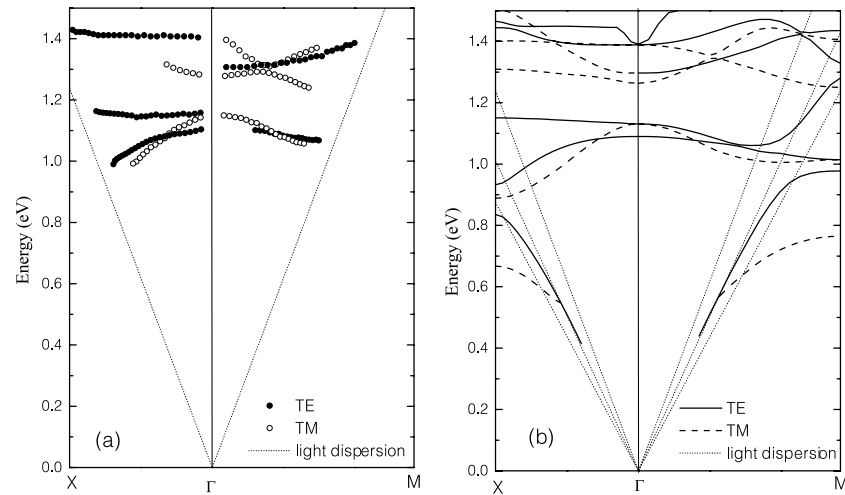 1.4
1.2
1.0
0.8
0.6
0.4
0.2
0.0
Energy (eV)
TE
TM
light dispersion
(a)
X
Γ
M
1.4
1.2
1.0
0.8
0.6
0.4
0.2
0.0
Energy (eV)
TE
TM
light dispersion
(b)
X
Γ
M